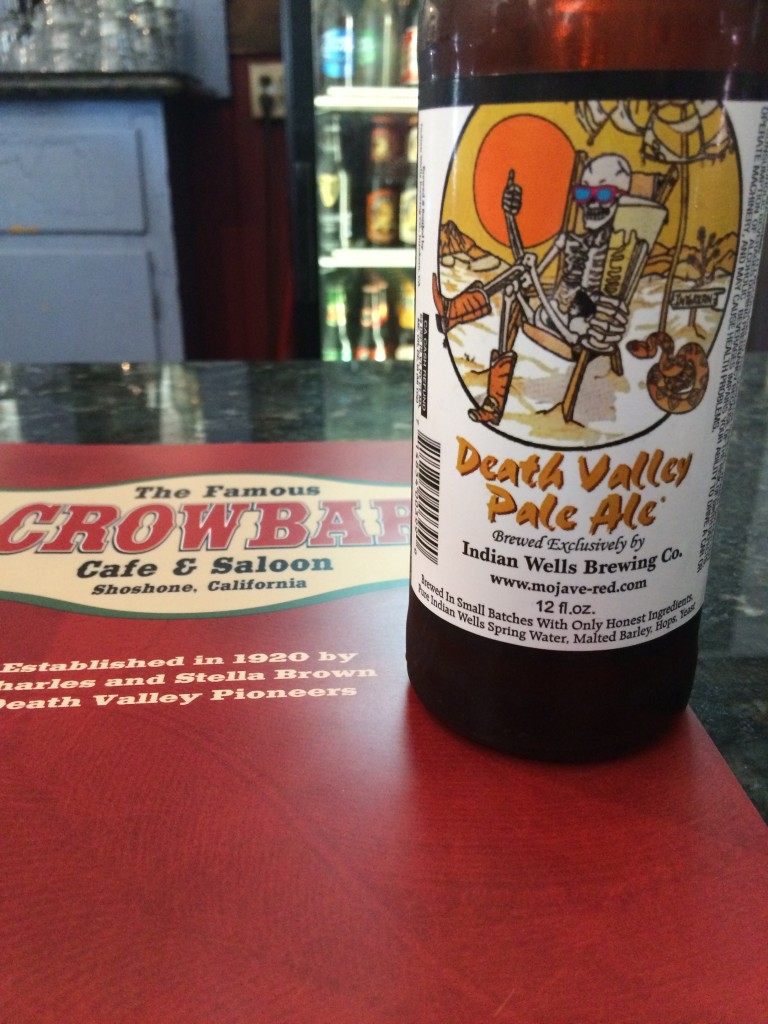 The Famous
CROWBAR
Cafe & Saloon
Shoshone, California
Established in 1920 by
harles and Stella Brown
Death Valley Pioneers
Death Valley
Pale Ale
Brewed Exclusively by
Indian Wells Brewing Co.
www.mojave-red.com
12 fl.oz.
Brewed In Small Batches With Only Honest Ingredients.
Pure Indian Wells Spring Water, Malted Barley, Hops, Yeast